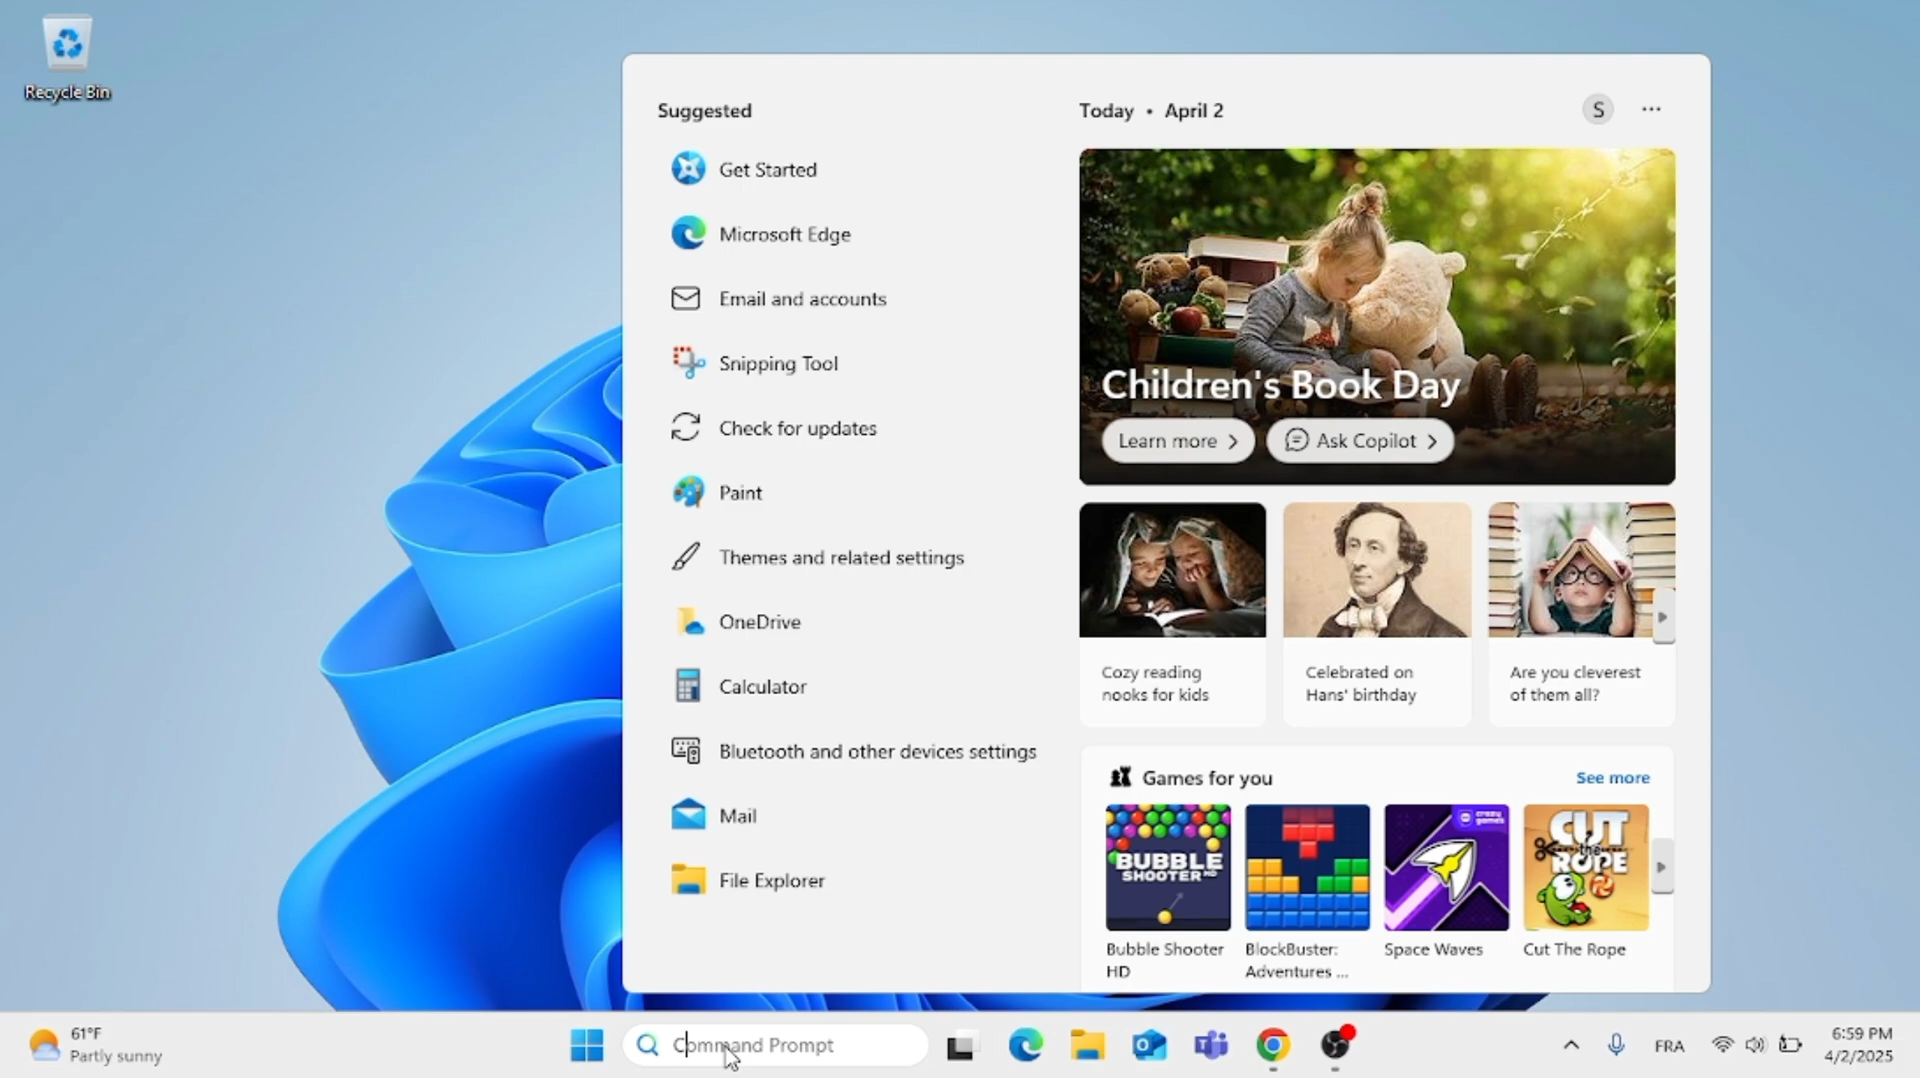 Recycle Bin
Suggested
Get Started
Microsoft Edge
Email and accounts
Snipping Tool
Check for updates
Paint
Themes and related settings
OneDrive
Calculator
Bluetooth and other devices settings
Mail
File Explorer
Today • April 2
S
Children's Book Day
Learn more
Ask Copilot
Cozy reading
nooks for kids
Celebrated on
Hans' birthday
Are you cleverest
of them all?
Games for you
See more
BUBBLE
SHOOTER HD
crazy
games
CUT
the
ROPE
Bubble Shooter
HD
BlockBuster:
Adventures ...
Space Waves
Cut The Rope
61°F
Partly sunny
Command Prompt
FRA
6:59 PM
4/2/2025